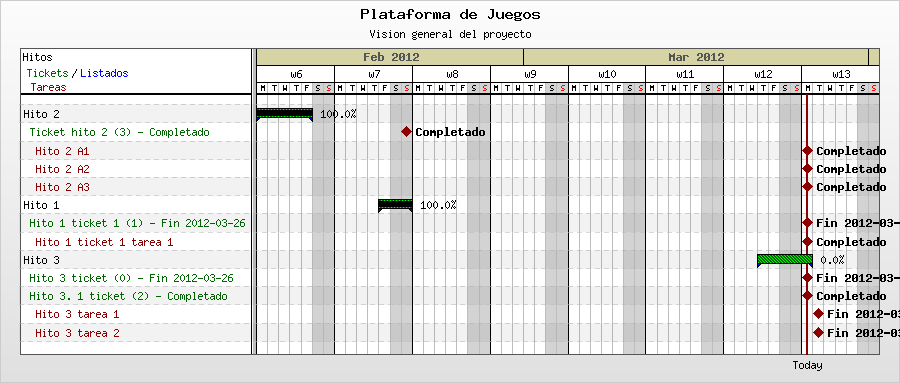 Plataforma de Juegos
Vision general del proyecto
Hitos
Tickets / Listados
Tareas
Feb 2012 Mar 2012
w6 w7 w8 w9 w10 w11 w12 w13
M T W T F S S M T W T F S S M T W T F S S M T W T F S S M T W T F S S M T W T F S S M T W T F S S M T W T F S S
Hito 2 100.0%
Ticket hito 2 (3) - Completado Completado
Hito 2 A1 Completado
Hito 2 A2 Completado
Hito 2 A3 Completado
Hito 1 100.0%
Hito 1 ticket 1 (1) - Fin 2012-03-26 Fin 2012-03-
Hito 1 ticket 1 tarea 1 Completado
Hito 3 0.0%
Hito 3 ticket (0) - Fin 2012-03-26 Fin 2012-03-
Hito 3. 1 ticket (2) - Completado Completado
Hito 3 tarea 1 Fin 2012-03
Hito 3 tarea 2 Fin 2012-03
Today